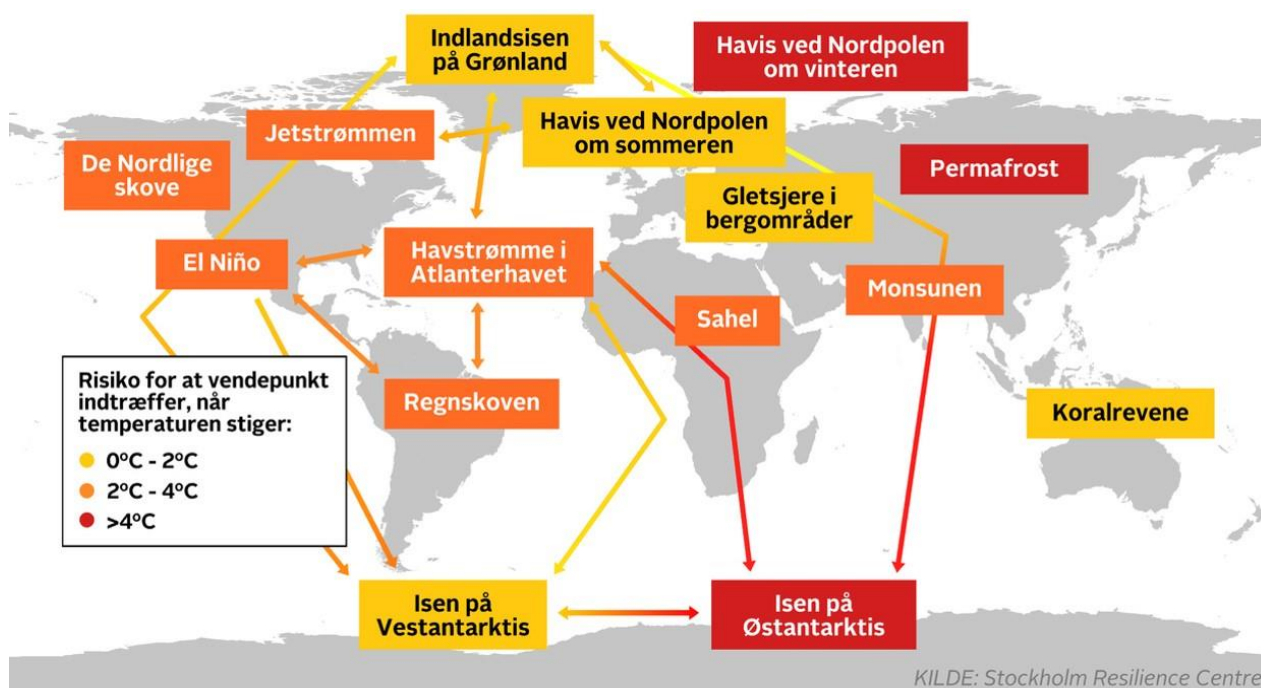 Indlandsisen
på Grønland
Havis ved Nordpolen
om vinteren
Jetstrømmen
Havis ved Nordpolen
om sommeren
De Nordlige
skove
Permafrost
Gletsjere i
bergområder
El Niño
Havstrømme i
Atlanterhavet
Monsunen
Sahel
Risiko for at vendepunkt
indtræffer, når
temperaturen stiger:
0°C - 2°C
2°C - 4°C
>4°C
Regnskoven
Koralrevene
Isen på
Vestantarktis
Isen på
Østantarktis
KILDE: Stockholm Resilience Centre